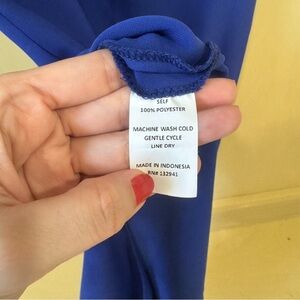 SELF
100% POLYESTER
MACHINE WASH COLD
GENTLE CYCLE
LINE DRY
MADE IN INDONESIA
RN# 132941